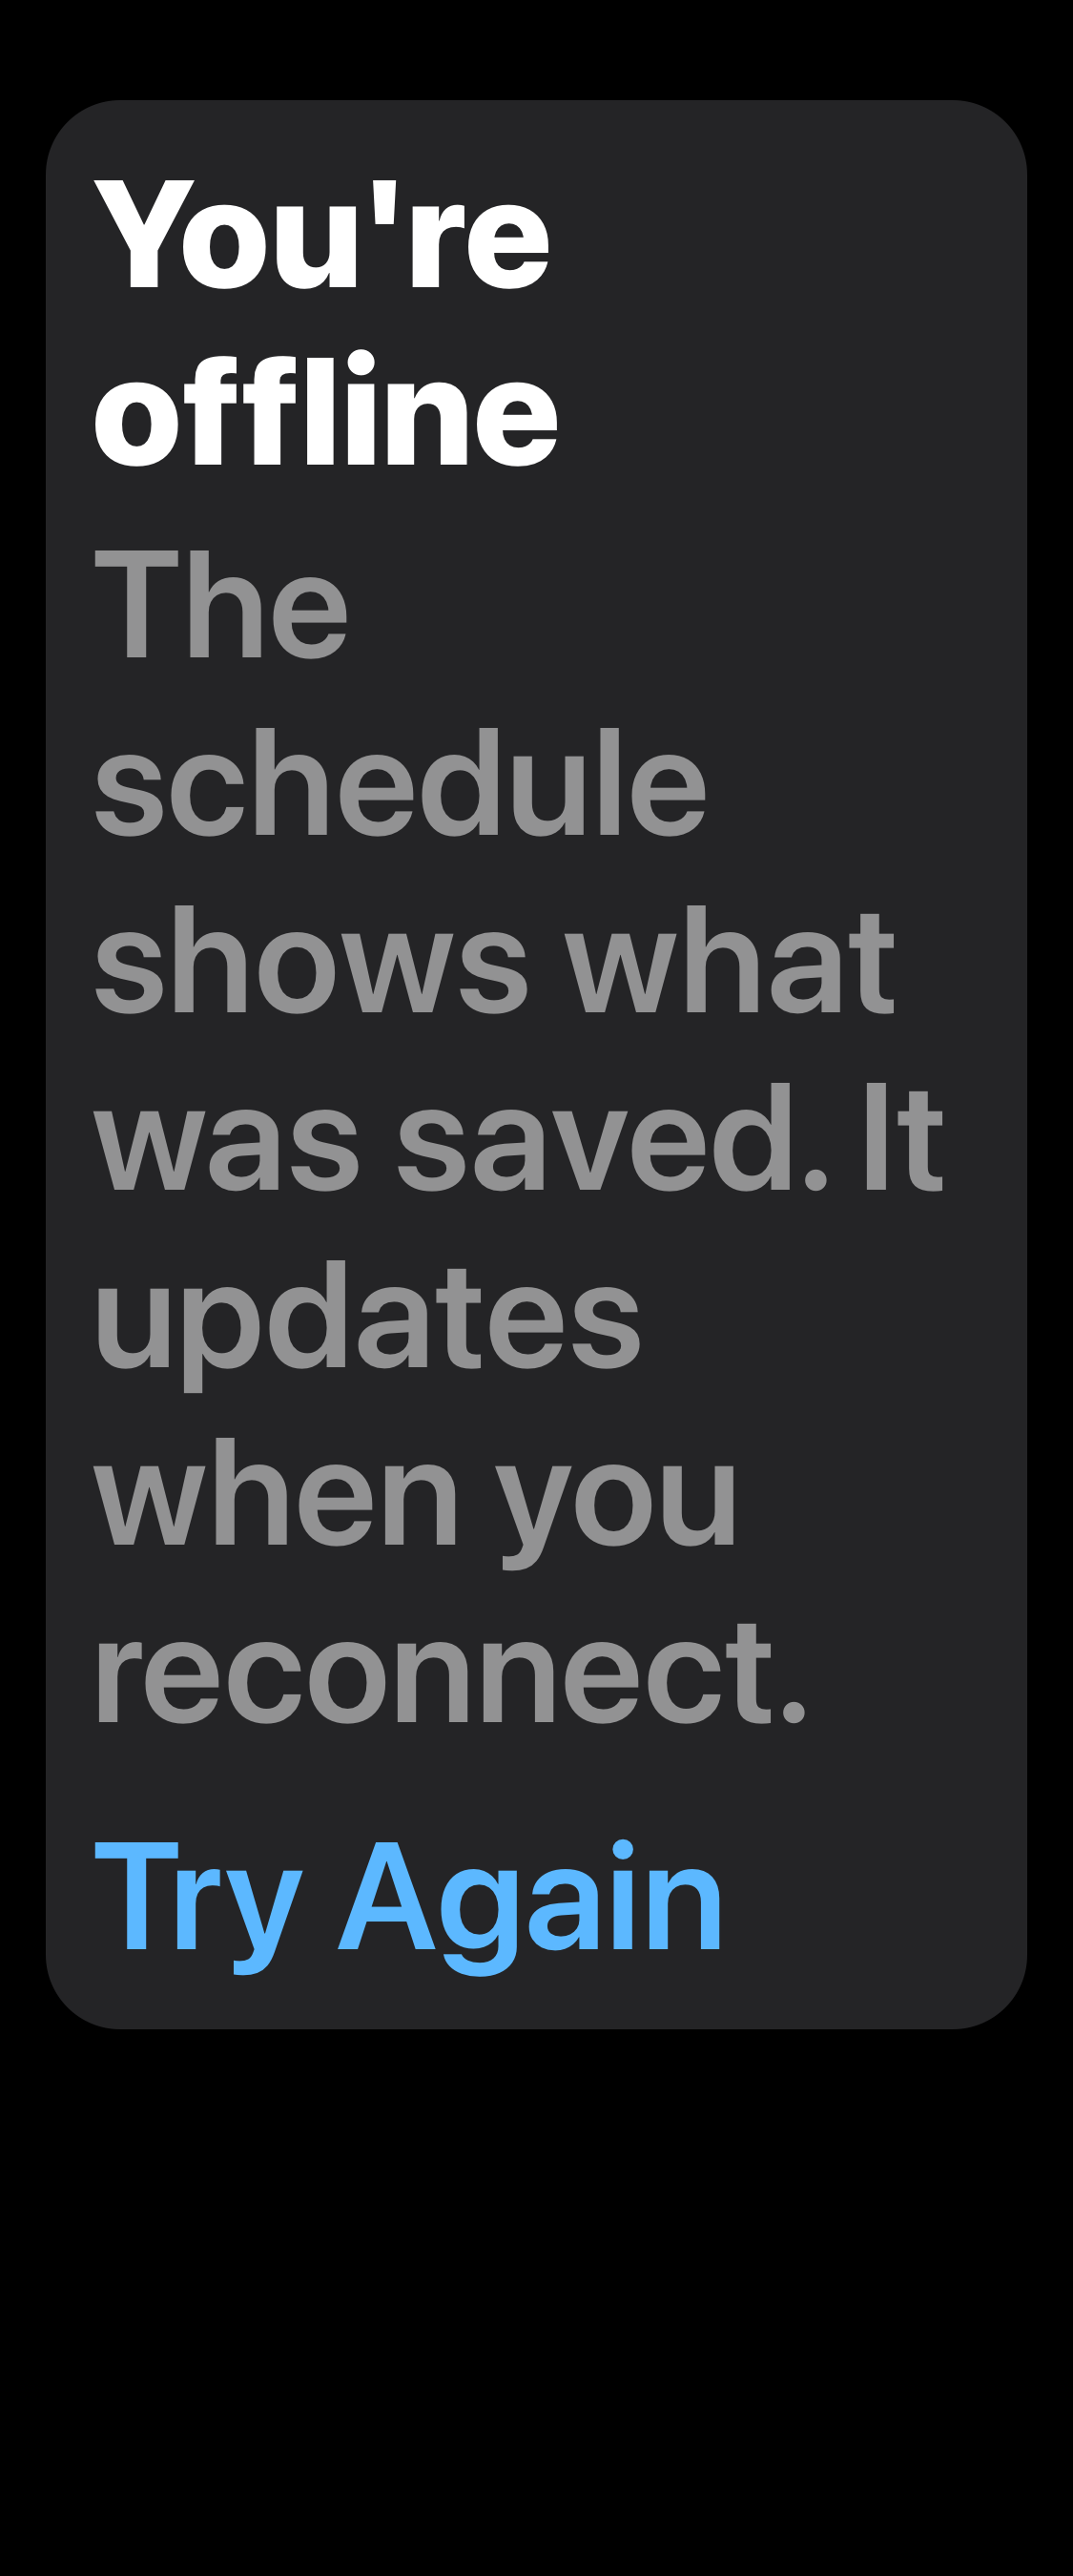 You're
offline
The
schedule
shows what
was saved. It
updates
when you
reconnect.
Try Again